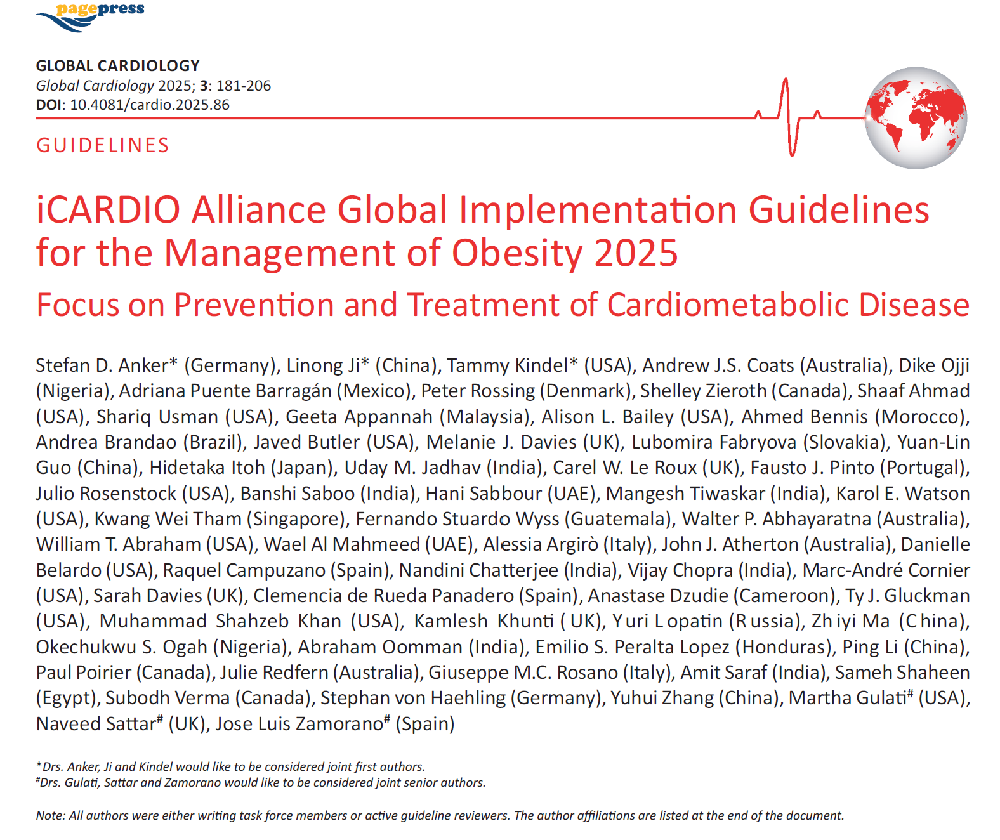 pagepress
GLOBAL CARDIOLOGY
Global Cardiology 2025; 3: 181-206
DOI: 10.4081/cardio.2025.86
GUIDELINES
iCARDIO Alliance Global Implementation Guidelines
for the Management of Obesity 2025
Focus on Prevention and Treatment of Cardiometabolic Disease
Stefan D. Anker* (Germany), Linong Ji* (China), Tammy Kindel* (USA), Andrew J.S. Coats (Australia), Dike Ojji
(Nigeria), Adriana Puente Barragán (Mexico), Peter Rossing (Denmark), Shelley Zieroth (Canada), Shaaf Ahmad
(USA), Shariq Usman (USA), Geeta Appannah (Malaysia), Alison L. Bailey (USA), Ahmed Bennis (Morocco),
Andrea Brandao (Brazil), Javed Butler (USA), Melanie J. Davies (UK), Lubomira Fabryova (Slovakia), Yuan-Lin
Guo (China), Hidetaka Itoh (Japan), Uday M. Jadhav (India), Carel W. Le Roux (UK), Fausto J. Pinto (Portugal),
Julio Rosenstock (USA), Banshi Saboo (India), Hani Sabbour (UAE), Mangesh Tiwaskar (India), Karol E. Watson
(USA), Kwang Wei Tham (Singapore), Fernando Stuardo Wyss (Guatemala), Walter P. Abhayaratna (Australia),
William T. Abraham (USA), Wael Al Mahmeed (UAE), Alessia Argirò (Italy), John J. Atherton (Australia), Danielle
Belardo (USA), Raquel Campuzano (Spain), Nandini Chatterjee (India), Vijay Chopra (India), Marc-André Cornier
(USA), Sarah Davies (UK), Clemencia de Rueda Panadero (Spain), Anastase Dzudie (Cameroon), Ty J. Gluckman
(USA), Muhammad Shahzeb Khan (USA), Kamlesh Khunti ( UK), Yuri Lopatin (Russia), Zhiyi Ma (China),
Okechukwu S. Ogah (Nigeria), Abraham Oomman (India), Emilio S. Peralta Lopez (Honduras), Ping Li (China),
Paul Poirier (Canada), Julie Redfern (Australia), Giuseppe M.C. Rosano (Italy), Amit Saraf (India), Sameh Shaheen
(Egypt), Subodh Verma (Canada), Stephan von Haehling (Germany), Yuhui Zhang (China), Martha Gulati# (USA),
Naveed Sattar# (UK), Jose Luis Zamorano# (Spain)
*Drs. Anker, Ji and Kindel would like to be considered joint first authors.
#Drs. Gulati, Sattar and Zamorano would like to be considered joint senior authors.
Note: All authors were either writing task force members or active guideline reviewers. The author affiliations are listed at the end of the document.